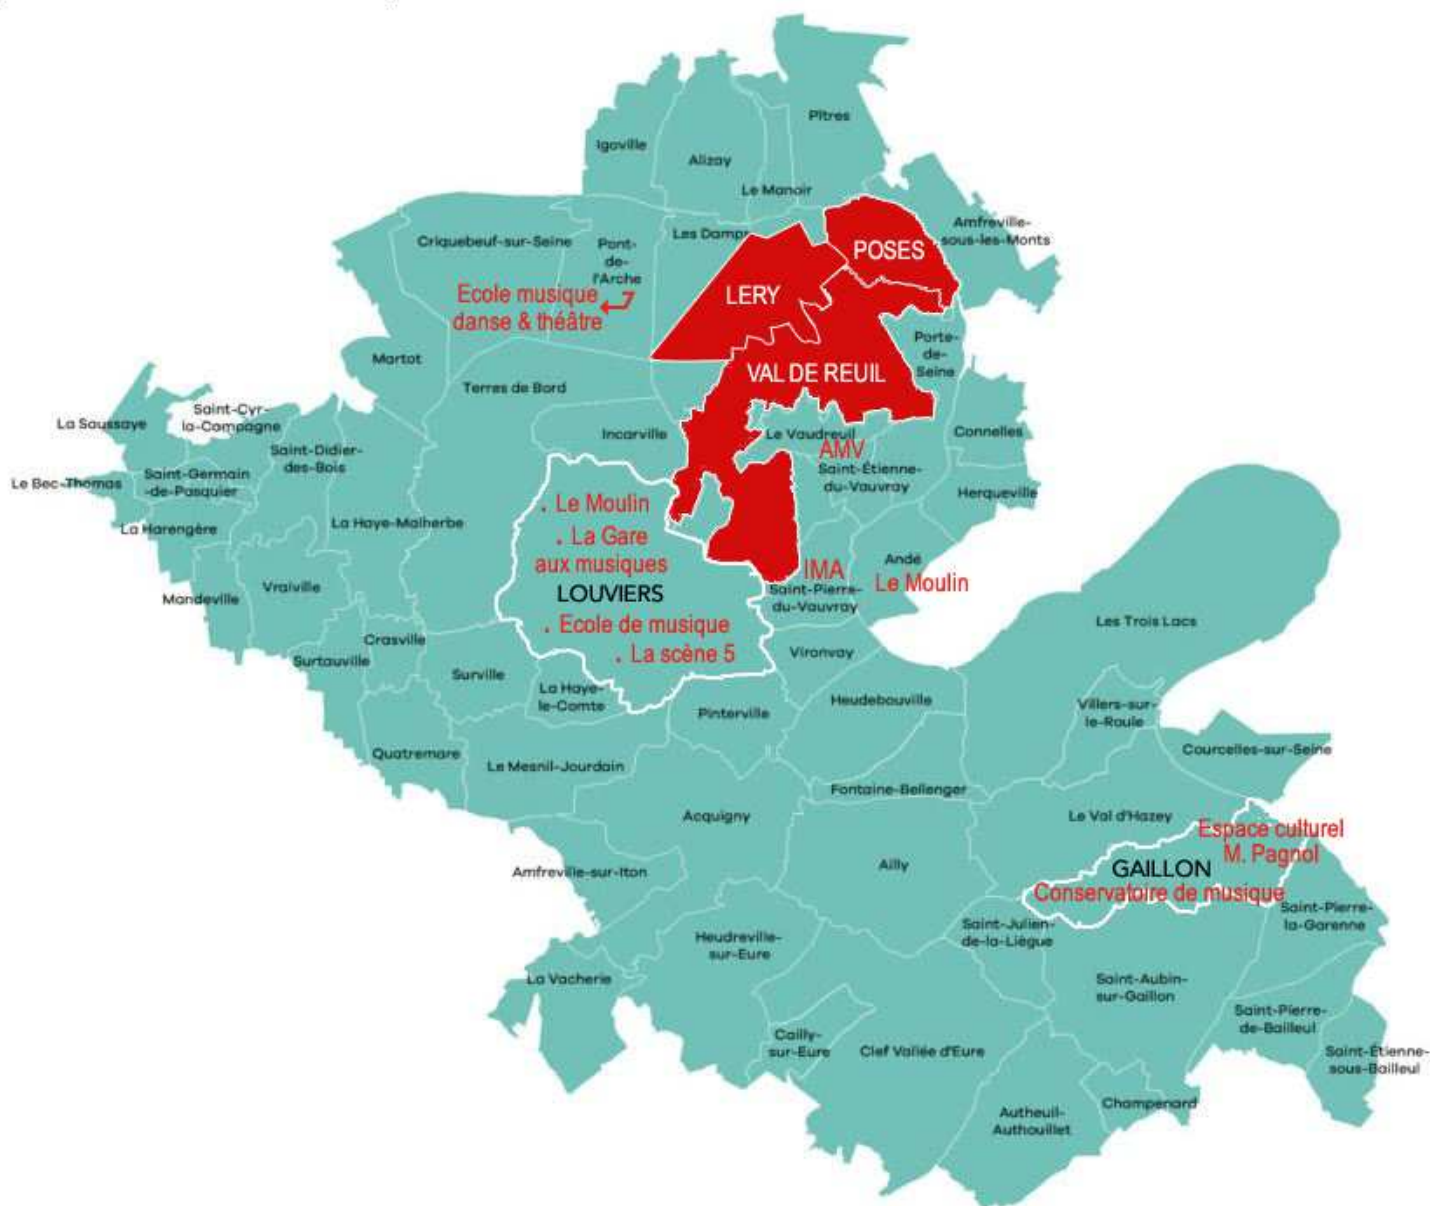 Pîtres
Igoville
Alizay
Le Manoir
Amfreville-
sous-les-Monts
Criquebeuf-sur-Seine
Pont-
de-
l'Arche
Les Damps
POSES
LERY
Ecole musique
danse & théâtre
Porte-
de-
Seine
Martot
Terres de Bord
VAL DE REUIL
La Saussaye
Saint-Cyr-
la-Campagne
Saint-Didier-
des-Bois
Incarville
Le Vaudreuil
AMV
Connelles
Le Bec-Thomas
Saint-Germain
-de-Pasquier
Saint-Étienne-
du-Vauvray
Herqueville
La Harengère
La Haye-Malherbe
. Le Moulin
. La Gare
aux musiques
LOUVIERS
. Ecole de musique
. La scène 5
IMA
Saint-Pierre-
du-Vauvray
Andé
Le Moulin
Mandeville
Vraiville
Crasville
Surtauville
Surville
La Haye-
le-Comte
Vironvay
Les Trois Lacs
Pinterville
Heudebouville
Villers-sur-
le-Roule
Courcelles-sur-Seine
Quatremare
Le Mesnil-Jourdain
Fontaine-Bellenger
Acquigny
Le Val d'Hazey
Espace culturel
M. Pagnol
Amfreville-sur-Iton
Ailly
GAILLON
Conservatoire de musique
Saint-Pierre-
la-Garenne
Saint-Julien-
de-la-Liègue
Heudreville-
sur-Eure
La Vacherie
Saint-Aubin-
sur-Gaillon
Saint-Pierre-
de-Bailleul
Cailly-
sur-Eure
Clef Vallée d'Eure
Saint-Étienne-
sous-Bailleul
Autheuil-
Authouillet
Champenard